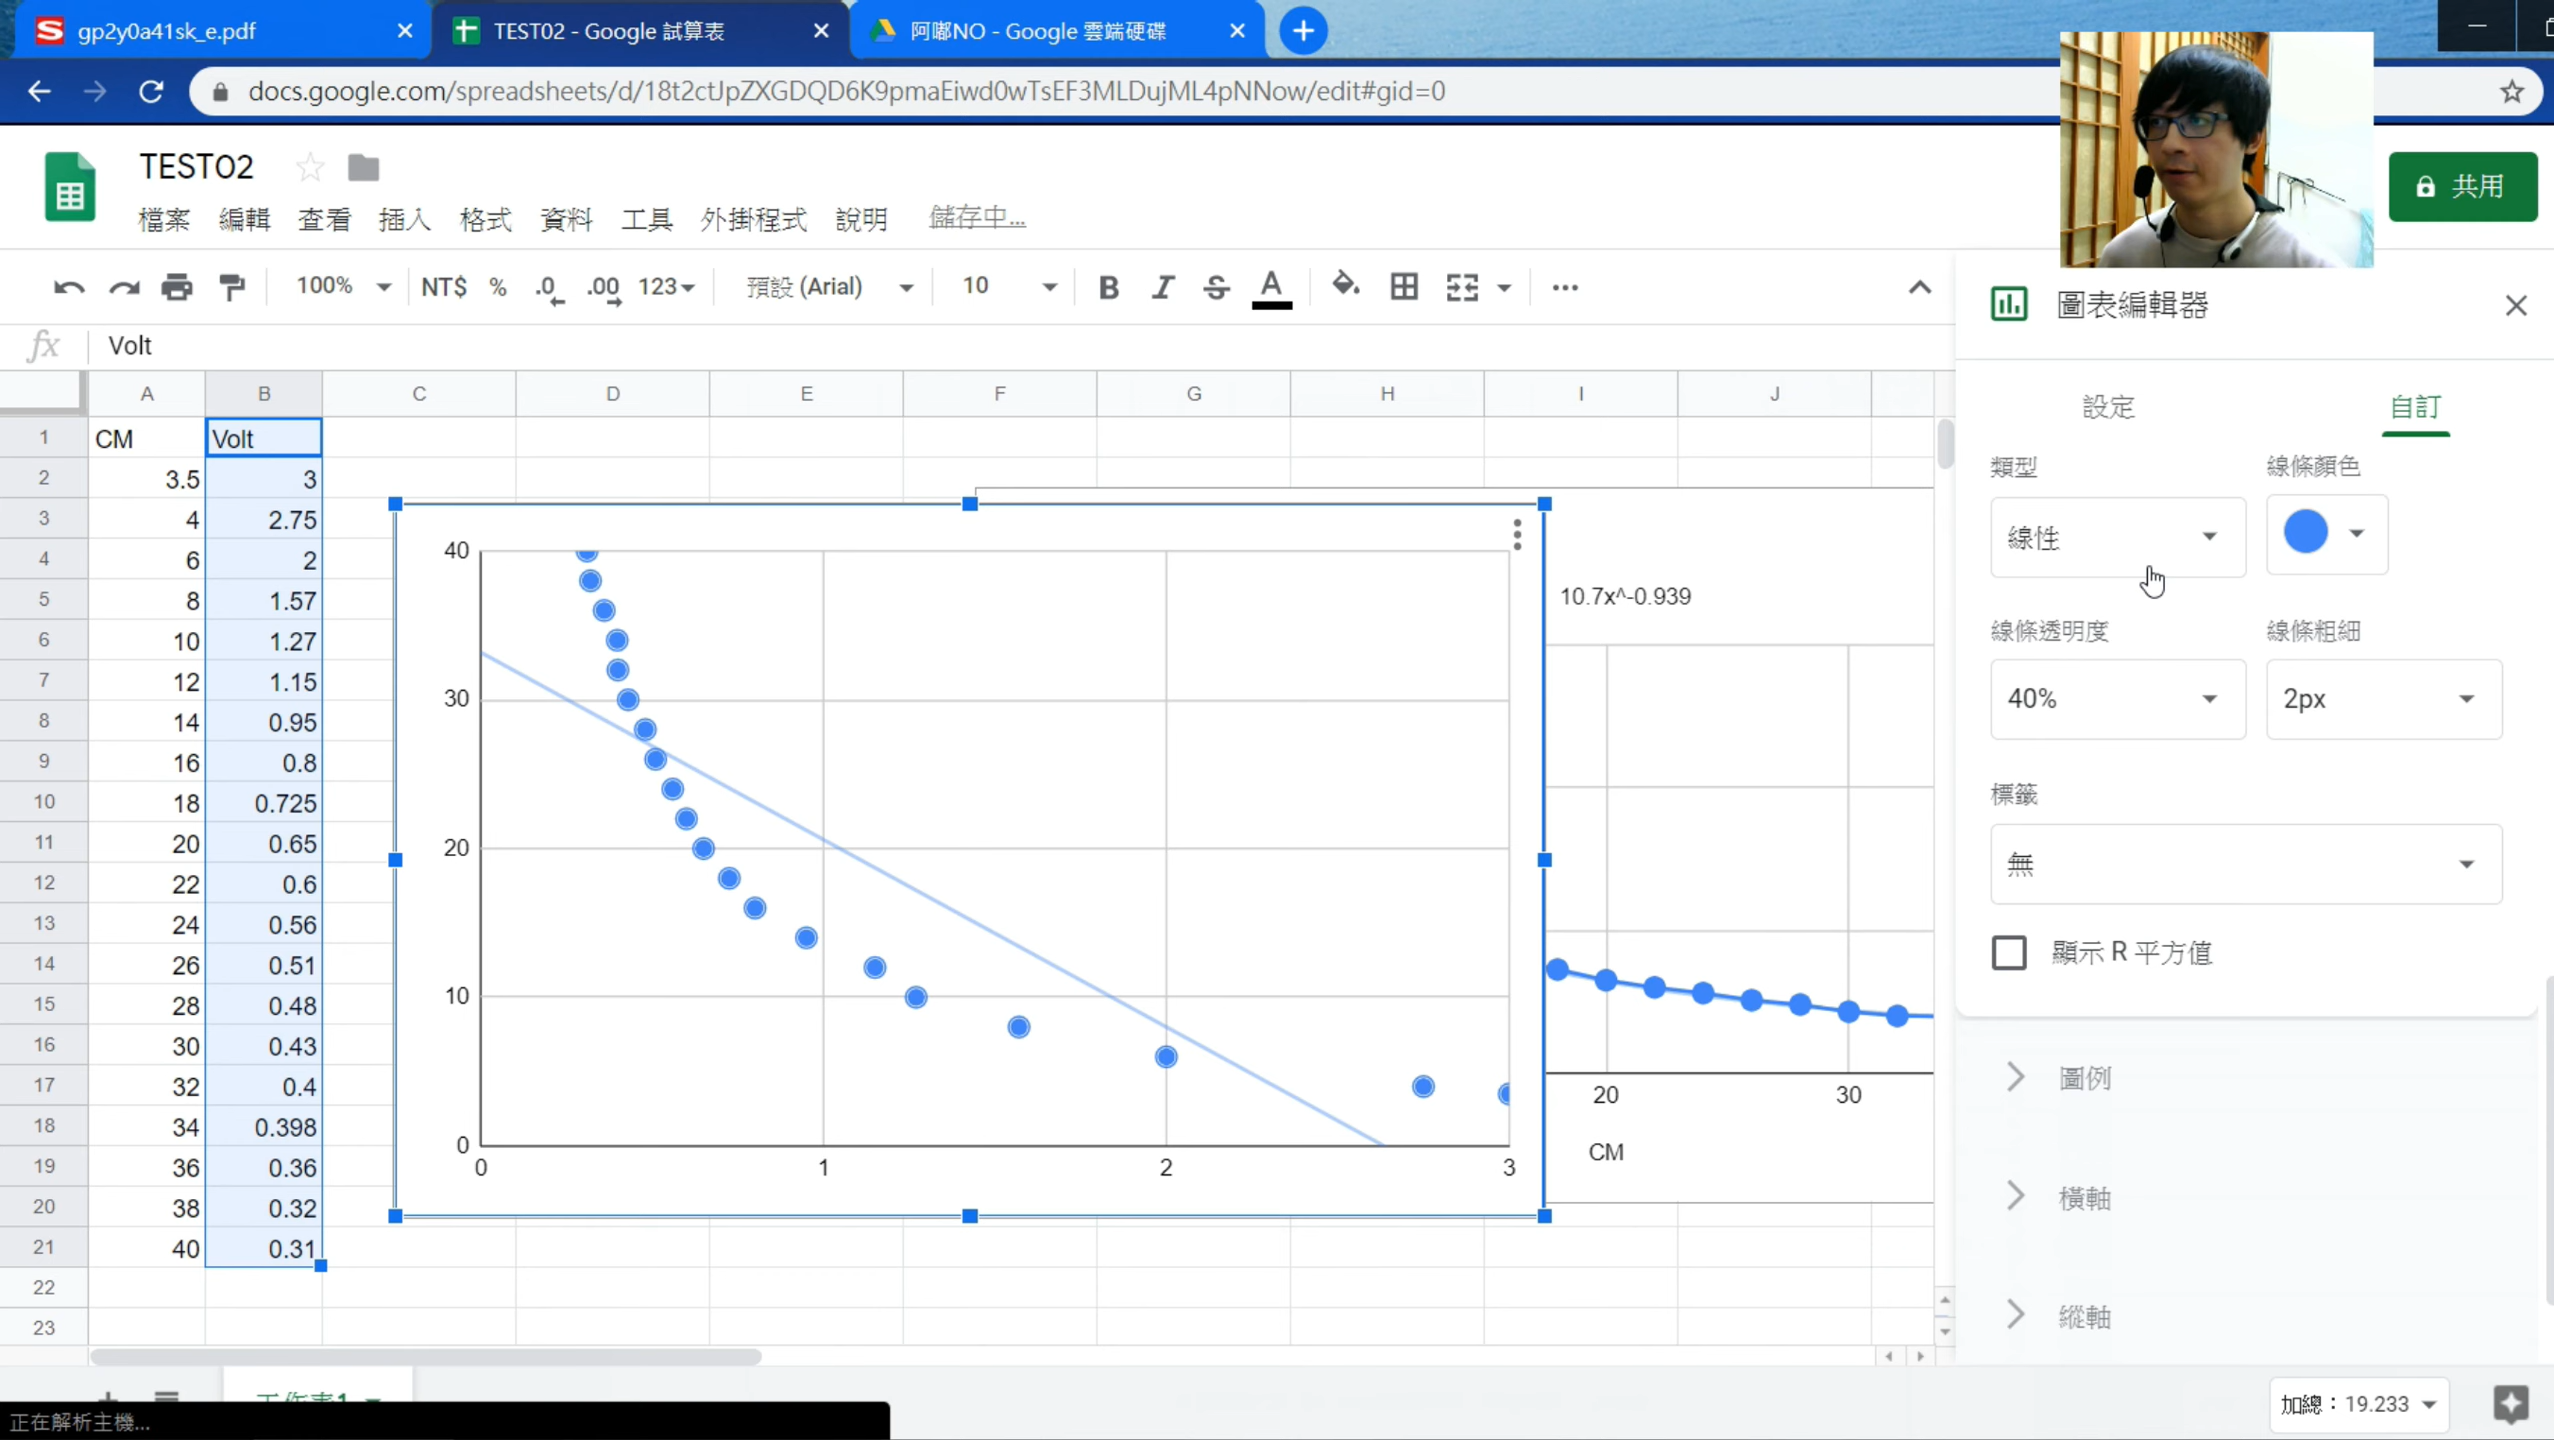 gp2y0a41sk_e.pdf
TEST02 - Google 試算表
阿嘟NO - Google 雲端硬碟
docs.google.com/spreadsheets/d/18t2ctJpZXGDQD6K9pmaEiwd0wTsEF3MLDujML4pNNow/edit#gid=0
TEST02
檔案 編輯 查看 插入 格式 資料 工具 外掛程式 說明 儲存中...
共用
100% NT$ % .0 .00 123 預設 (Arial) 10 B I S A
fx Volt
圖表編輯器
設定 自訂
A B C D E F G H I J
1 CM Volt
2 3.5 3
3 4 2.75
4 6 2
5 8 1.57
6 10 1.27
7 12 1.15
8 14 0.95
9 16 0.8
10 18 0.725
11 20 0.65
12 22 0.6
13 24 0.56
14 26 0.51
15 28 0.48
16 30 0.43
17 32 0.4
18 34 0.398
19 36 0.36
20 38 0.32
21 40 0.31
22
23
40
30
20
10
0
0 1 2 3
10.7x^-0.939
20 30
CM
類型 線條顏色
線性
線條透明度 線條粗細
40% 2px
標籤
無
顯示 R 平方值
圖例
橫軸
縱軸
工作表1
正在解析主機...
加總：19.233